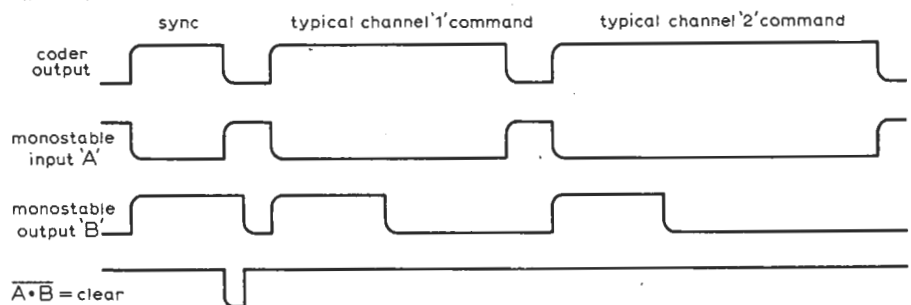 sync
typical channel '1' command
typical channel '2' command
coder
output
monostable
input 'A'
monostable
output 'B'
A•B = clear